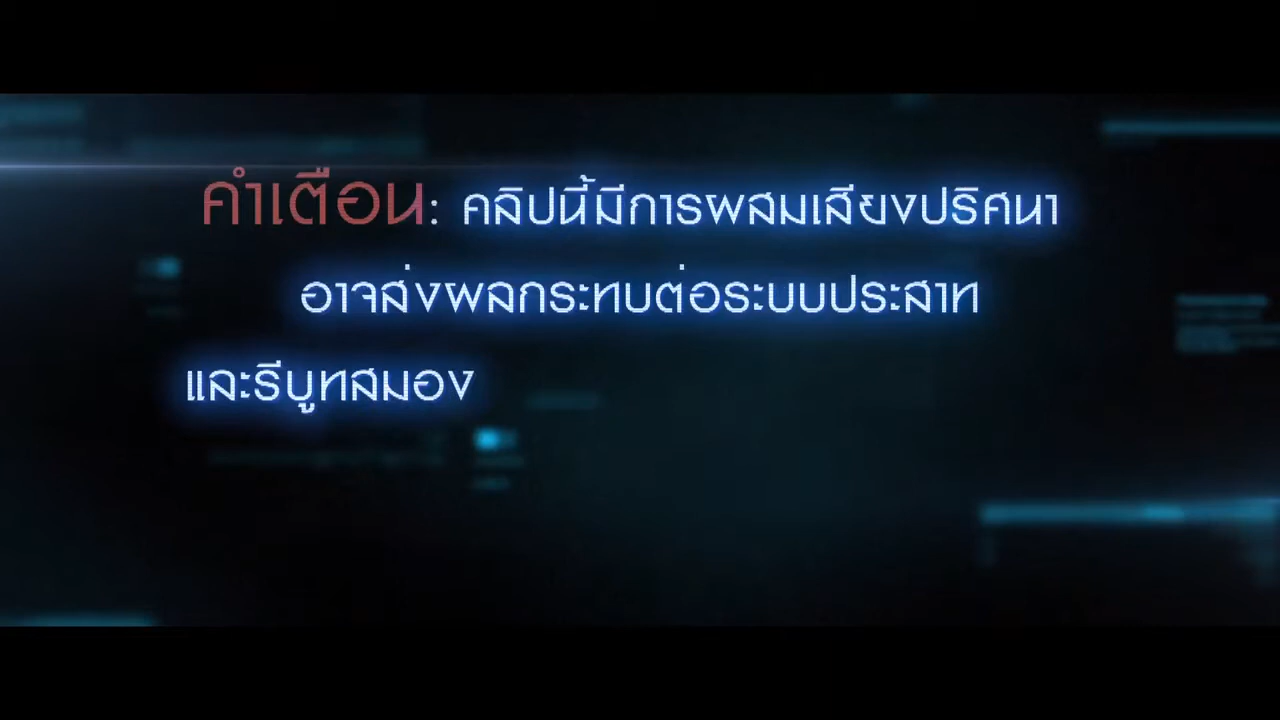 คำเตือน: คลิปนี้มีการผสมเสียงปริศนา
อาจส่งผลกระทบต่อระบบประสาท
และรีบูทสมอง